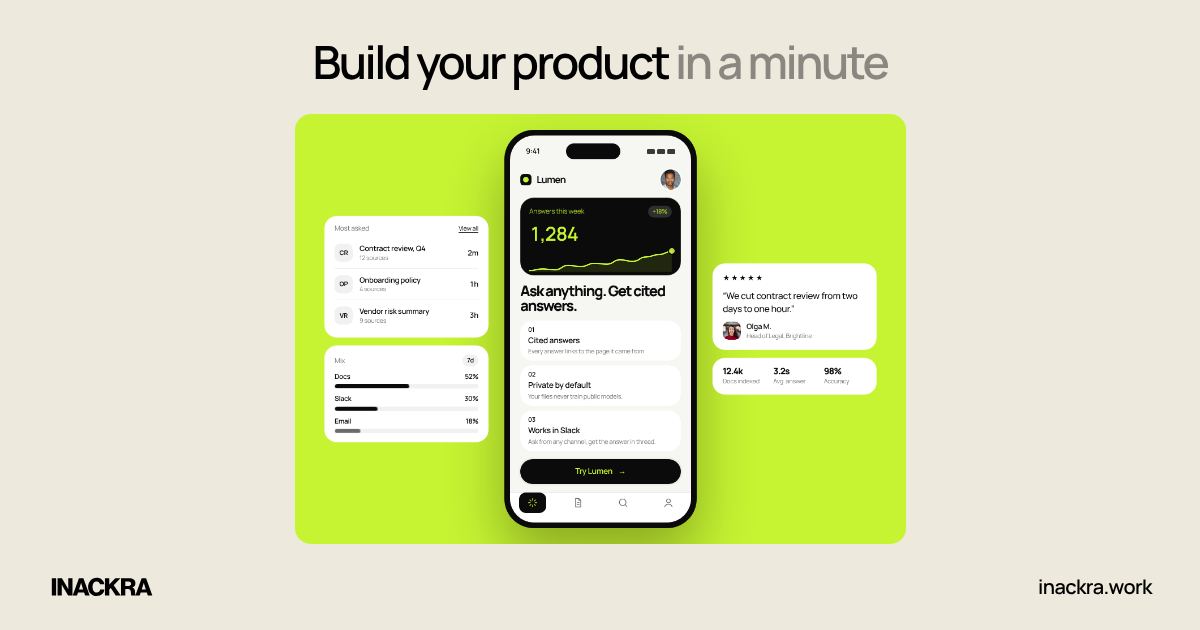 Build your product in a minute
Most asked
View all
CR
Contract review, Q4
12 sources
2m
OP
Onboarding policy
6 sources
1h
VR
Vendor risk summary
9 sources
3h
Mix
7d
Docs
52%
Slack
30%
Email
18%
9:41
Lumen
Answers this week
+18%
1,284
Ask anything. Get cited
answers.
01
Cited answers
Every answer links to the page it came from
02
Private by default
Your files never train public models.
03
Works in Slack
Ask from any channel, get the answer in thread.
Try Lumen →
★★★★★
“We cut contract review from two
days to one hour.”
Olga M.
Head of Legal, Brightline
12.4k
Docs indexed
3.2s
Avg. answer
98%
Accuracy
INACKRA
inackra.work